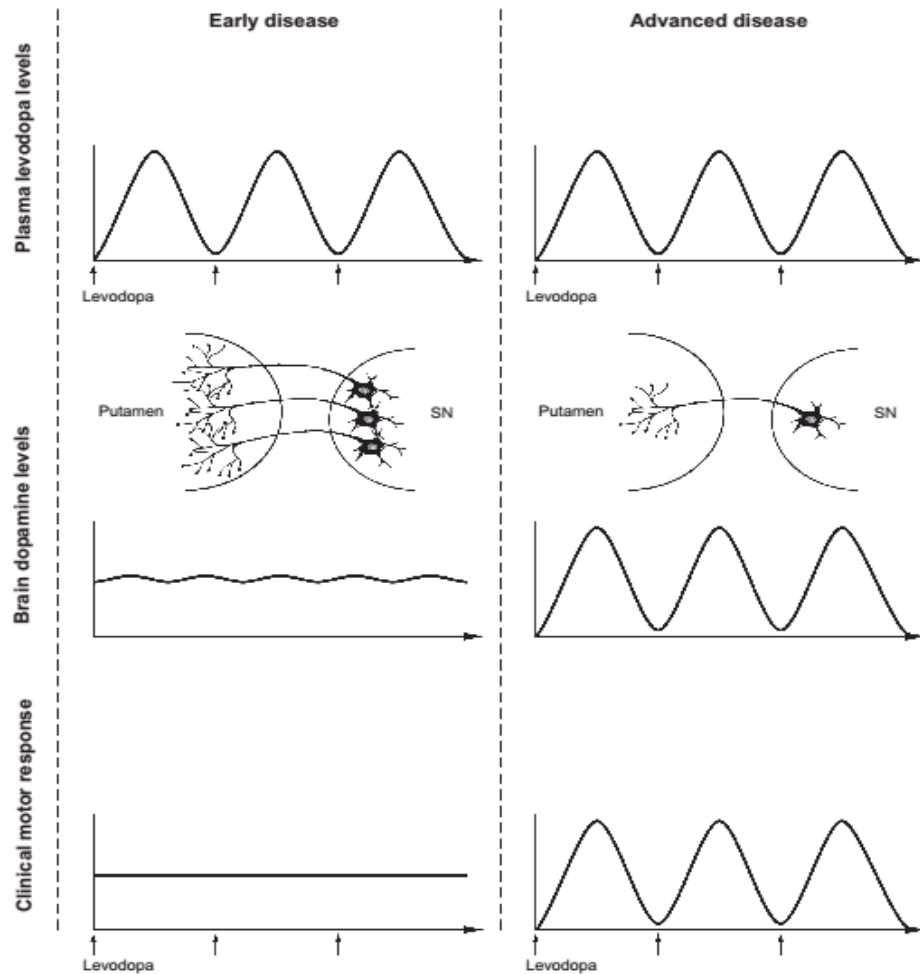 Early disease
Advanced disease
Plasma levodopa levels
Levodopa
Levodopa
Brain dopamine levels
Putamen
SN
Putamen
SN
Clinical motor response
Levodopa
Levodopa